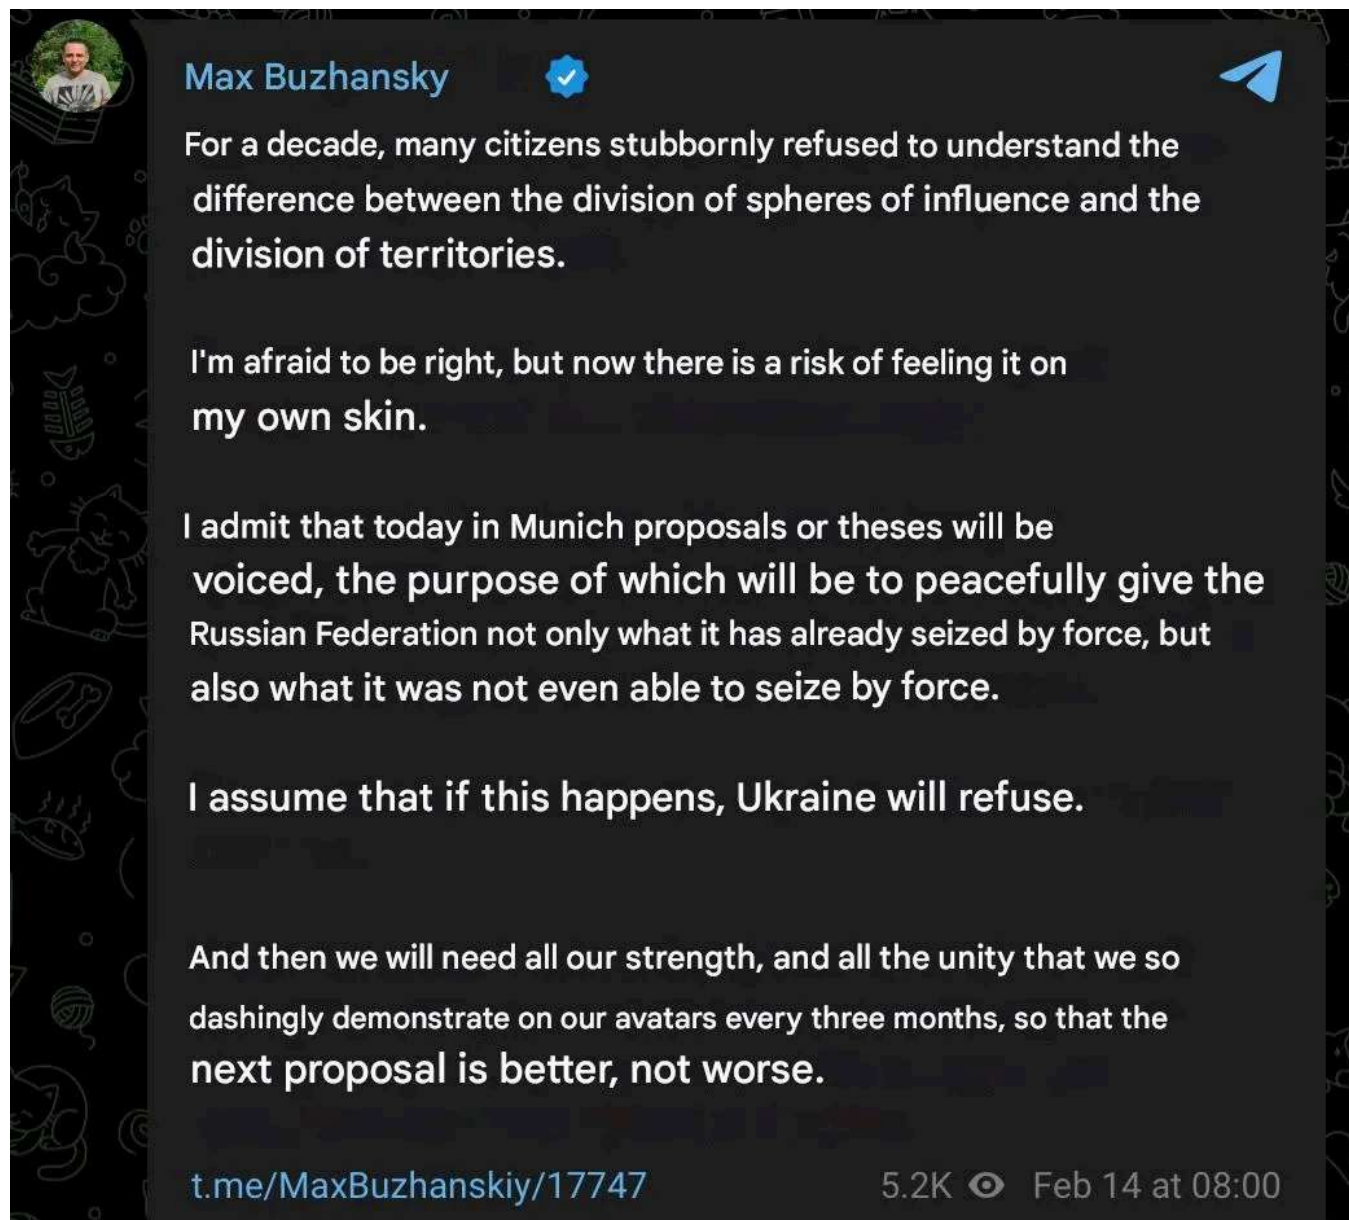 Max Buzhansky
For a decade, many citizens stubbornly refused to understand the
difference between the division of spheres of influence and the
division of territories.
I'm afraid to be right, but now there is a risk of feeling it on
my own skin.
I admit that today in Munich proposals or theses will be
voiced, the purpose of which will be to peacefully give the
Russian Federation not only what it has already seized by force, but
also what it was not even able to seize by force.
I assume that if this happens, Ukraine will refuse.
And then we will need all our strength, and all the unity that we so
dashingly demonstrate on our avatars every three months, so that the
next proposal is better, not worse.
t.me/MaxBuzhanskiy/17747 5.2K Feb 14 at 08:00